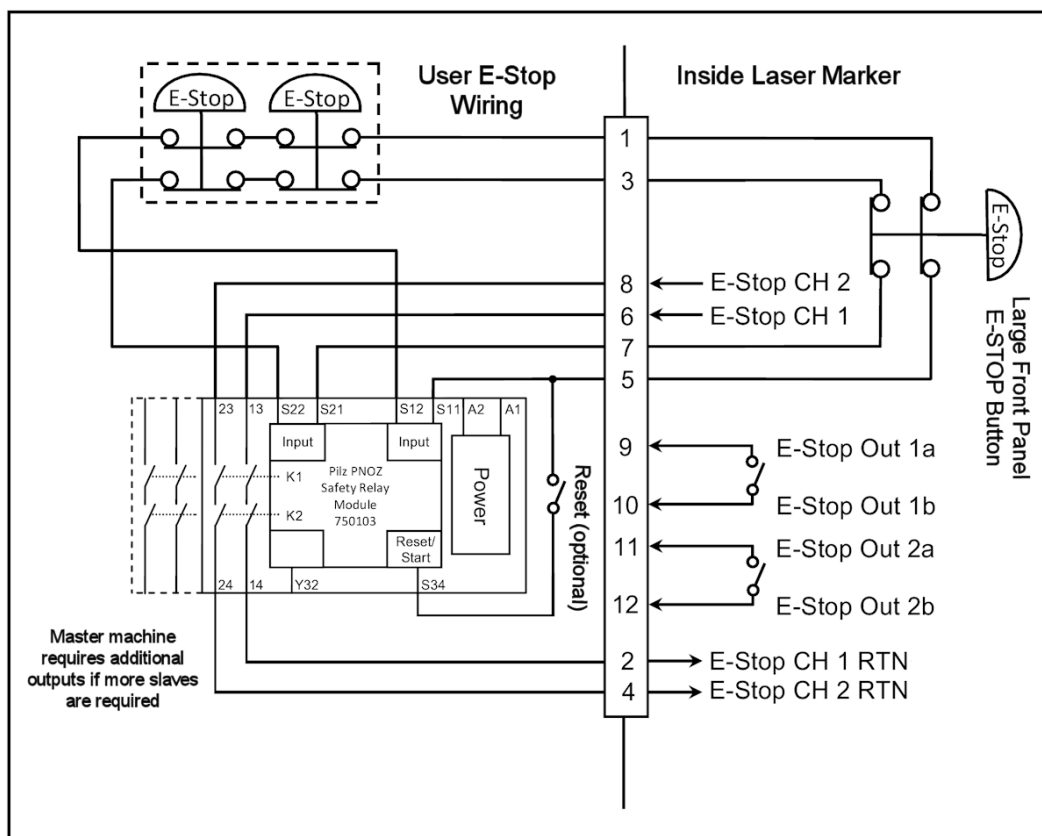 User E-Stop
Wiring
Inside Laser Marker
E-Stop
E-Stop
1
3
E-Stop
Large Front Panel
E-STOP Button
8
E-Stop CH 2
6
E-Stop CH 1
7
5
23
13
S22
S21
S12
S11
A2
A1
Input
Input
Power
K1
K2
Pilz PNOZ
Safety Relay
Module
750103
Reset/
Start
24
14
Y32
S34
Reset (optional)
9
E-Stop Out 1a
10
E-Stop Out 1b
11
E-Stop Out 2a
12
E-Stop Out 2b
Master machine
requires additional
outputs if more slaves
are required
2
E-Stop CH 1 RTN
4
E-Stop CH 2 RTN